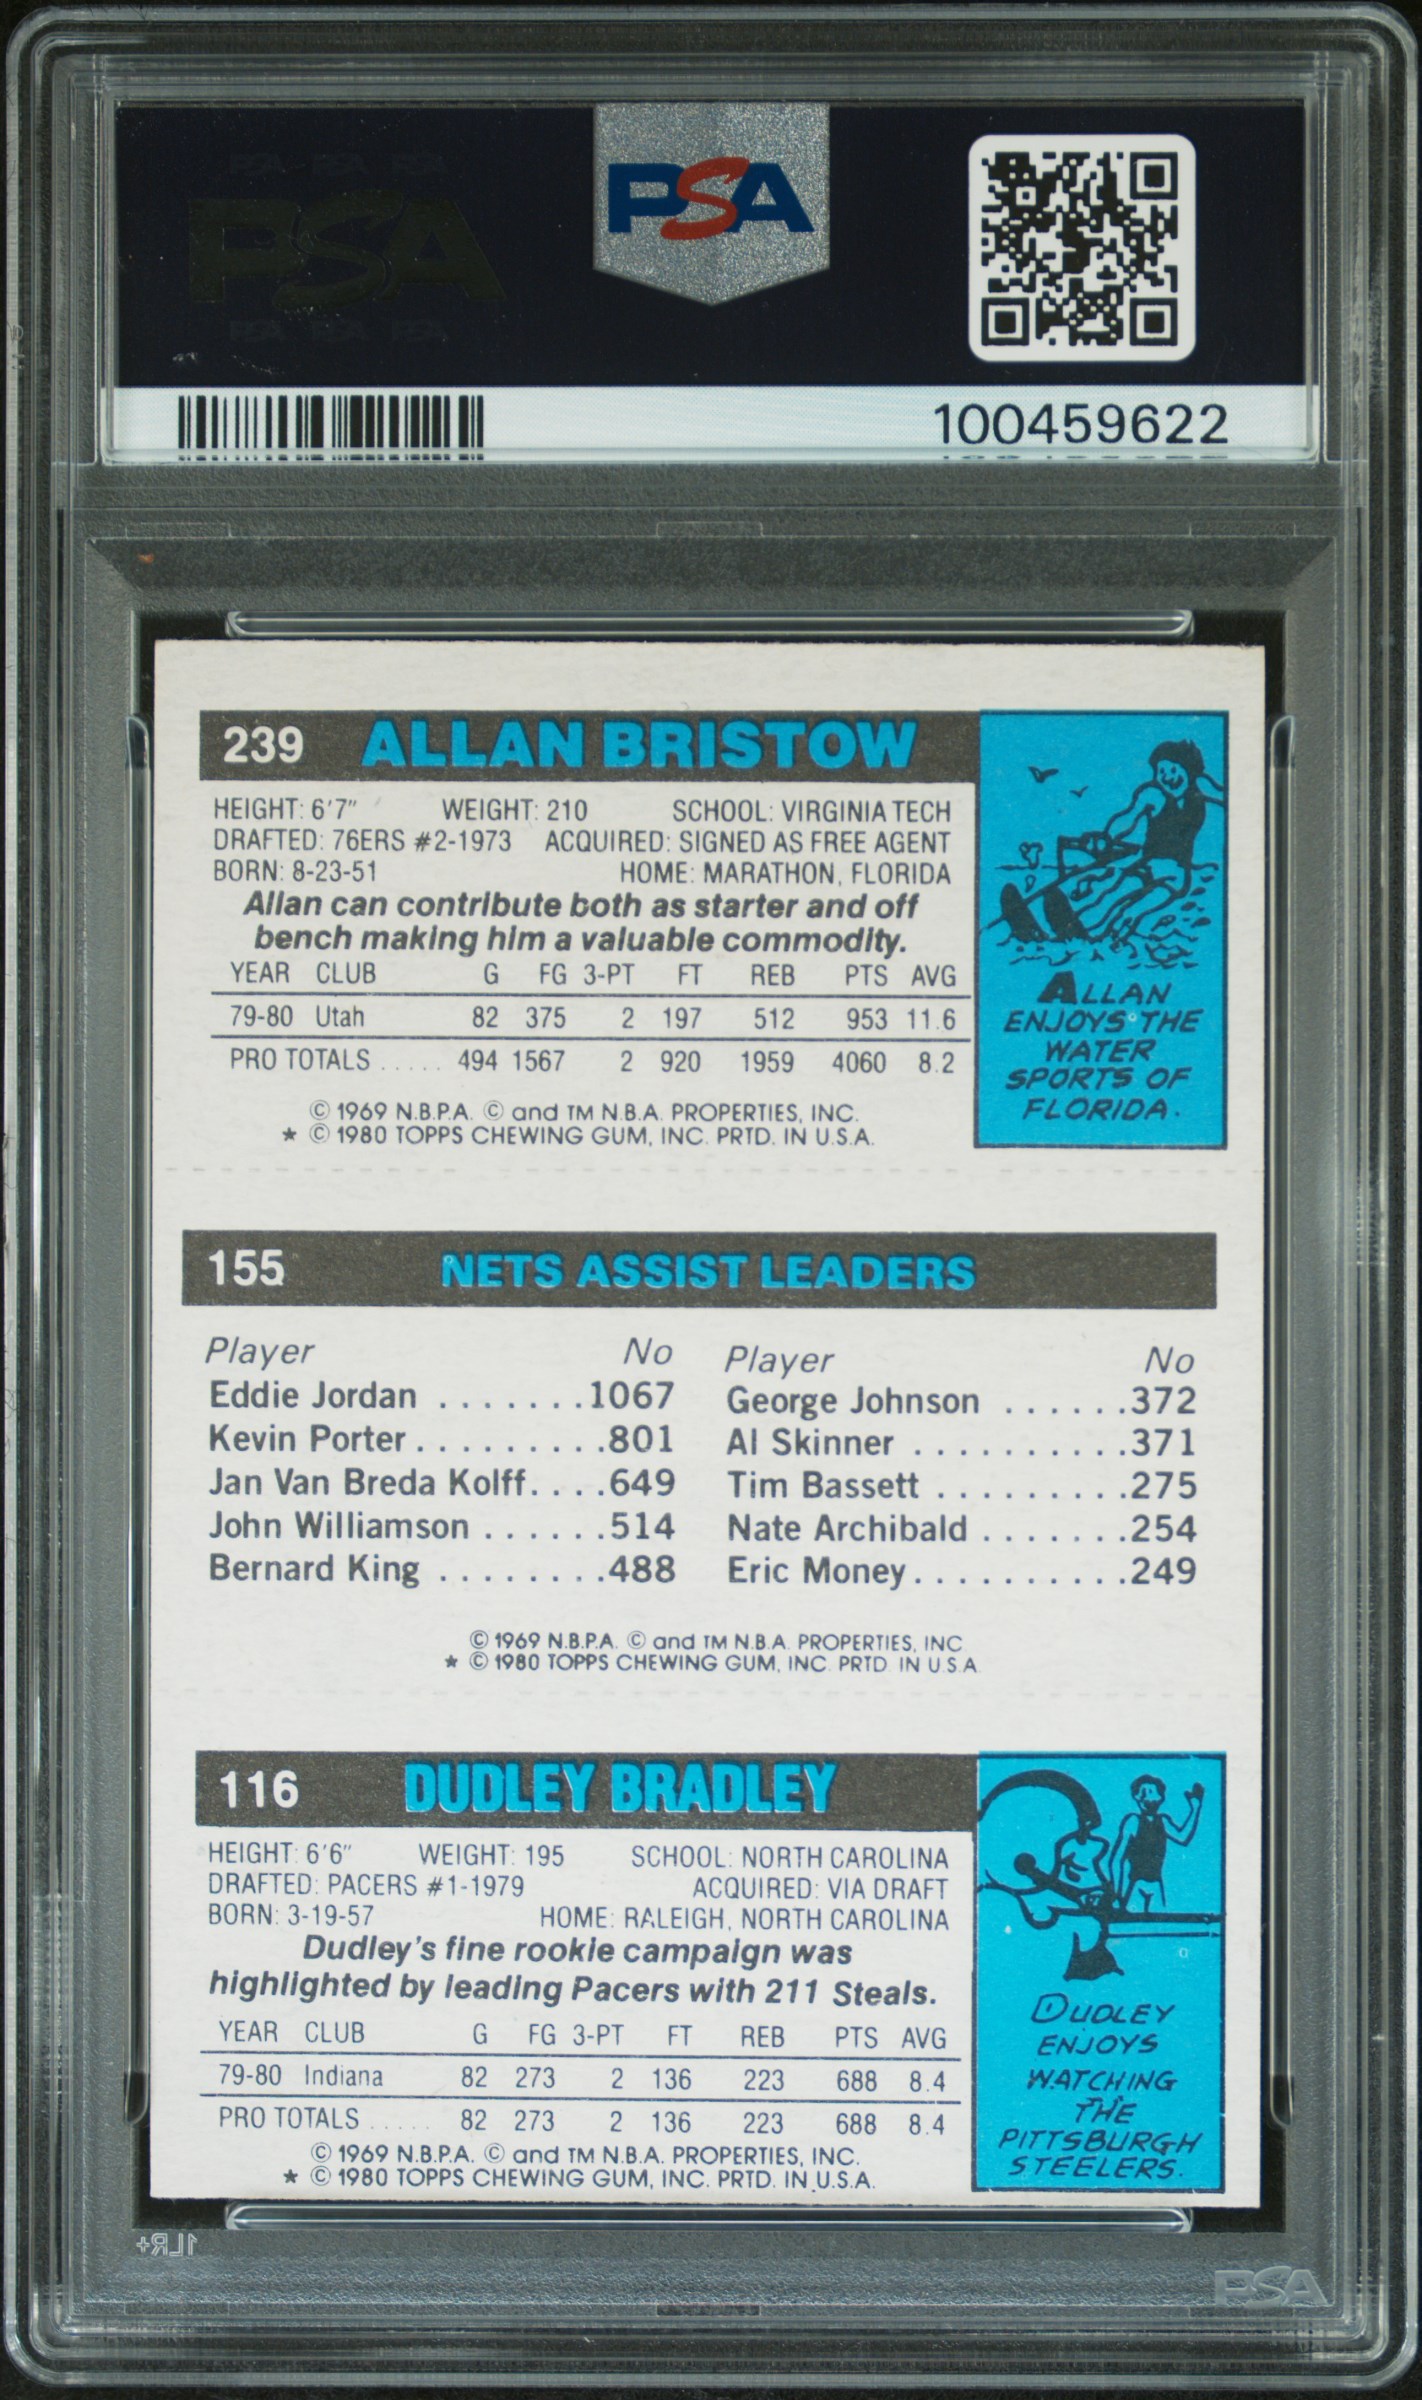 PSA
PSA
100459622
239 ALLAN BRISTOW
HEIGHT: 6'7" WEIGHT: 210 SCHOOL: VIRGINIA TECH
DRAFTED: 76ERS #2-1973 ACQUIRED: SIGNED AS FREE AGENT
BORN: 8-23-51 HOME: MARATHON, FLORIDA
Allan can contribute both as starter and off
bench making him a valuable commodity.
YEAR CLUB G FG 3-PT FT REB PTS AVG
79-80 Utah 82 375 2 197 512 953 11.6
PRO TOTALS ..... 494 1567 2 920 1959 4060 8.2
© 1969 N.B.P.A. © and TM N.B.A. PROPERTIES, INC.
* © 1980 TOPPS CHEWING GUM, INC. PRTD. IN U.S.A.
ALLAN
ENJOYS THE
WATER
SPORTS OF
FLORIDA.
155 NETS ASSIST LEADERS
Player No
Eddie Jordan .......1067
Kevin Porter.........801
Jan Van Breda Kolff....649
John Williamson ......514
Bernard King ........488
Player No
George Johnson ......372
Al Skinner ..........371
Tim Bassett .........275
Nate Archibald .......254
Eric Money..........249
© 1969 N.B.P.A. © and TM N.B.A. PROPERTIES, INC
* © 1980 TOPPS CHEWING GUM, INC. PRTD. IN U.S.A.
116 DUDLEY BRADLEY
HEIGHT: 6'6" WEIGHT: 195 SCHOOL: NORTH CAROLINA
DRAFTED: PACERS #1-1979 ACQUIRED: VIA DRAFT
BORN: 3-19-57 HOME: RALEIGH, NORTH CAROLINA
Dudley's fine rookie campaign was
highlighted by leading Pacers with 211 Steals.
YEAR CLUB G FG 3-PT FT REB PTS AVG
79-80 Indiana 82 273 2 136 223 688 8.4
PRO TOTALS ..... 82 273 2 136 223 688 8.4
© 1969 N.B.P.A. © and TM N.B.A. PROPERTIES, INC.
* © 1980 TOPPS CHEWING GUM, INC. PRTD. IN U.S.A.
DUDLEY
ENJOYS
WATCHING
THE
PITTSBURGH
STEELERS.
1LR+
PSA